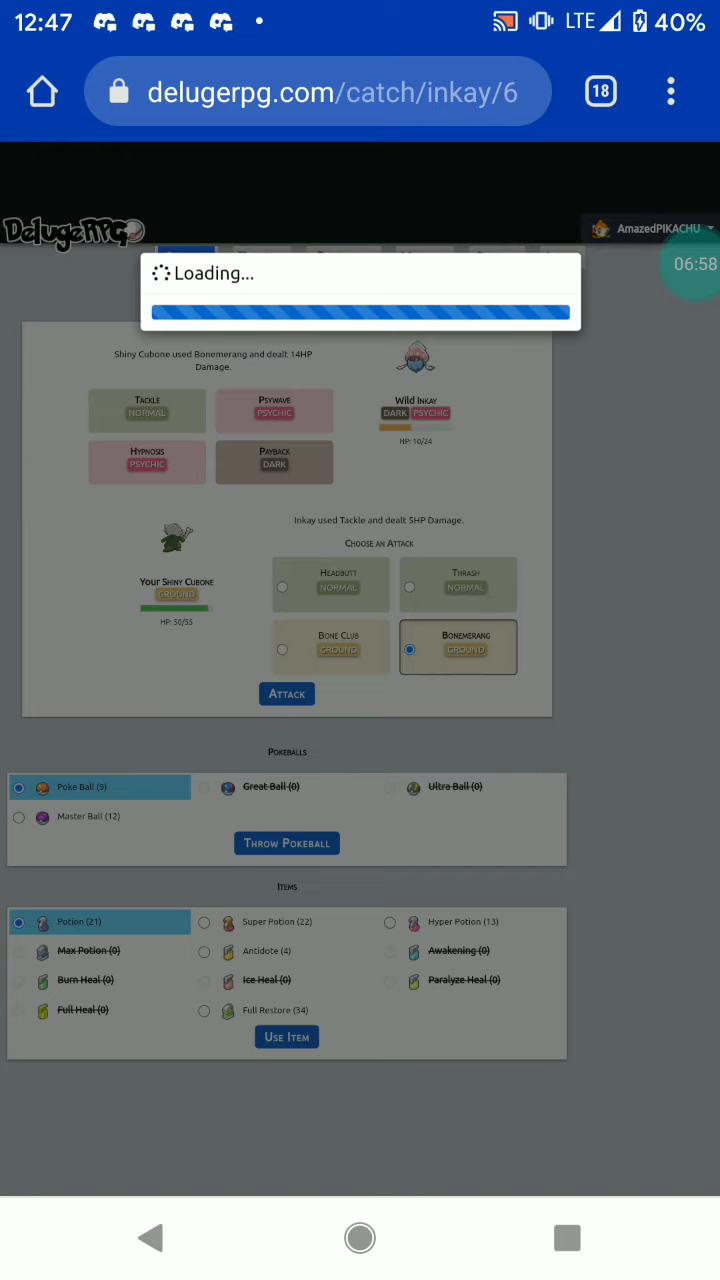 12:47
LTE
40%
delugerpg.com/catch/inkay/6
18
DelugeRPG
AmazedPIKACHU
06:58
Loading...
Shiny Cubone used Bonemerang and dealt 14HP
Damage.
Tackle
NORMAL
Psywave
PSYCHIC
Hypnosis
PSYCHIC
Payback
DARK
Wild Inkay
DARK PSYCHIC
HP: 10/24
Inkay used Tackle and dealt 5HP Damage.
Choose an Attack
Your Shiny Cubone
GROUND
HP: 50/55
Headbutt
NORMAL
Thrash
NORMAL
Bone Club
GROUND
Bonemerang
GROUND
Attack
Pokeballs
Poke Ball (9)
Great Ball (0)
Ultra Ball (0)
Master Ball (12)
Throw Pokeball
Items
Potion (21)
Super Potion (22)
Hyper Potion (13)
Max Potion (0)
Antidote (4)
Awakening (0)
Burn Heal (0)
Ice Heal (0)
Paralyze Heal (0)
Full Heal (0)
Full Restore (34)
Use Item